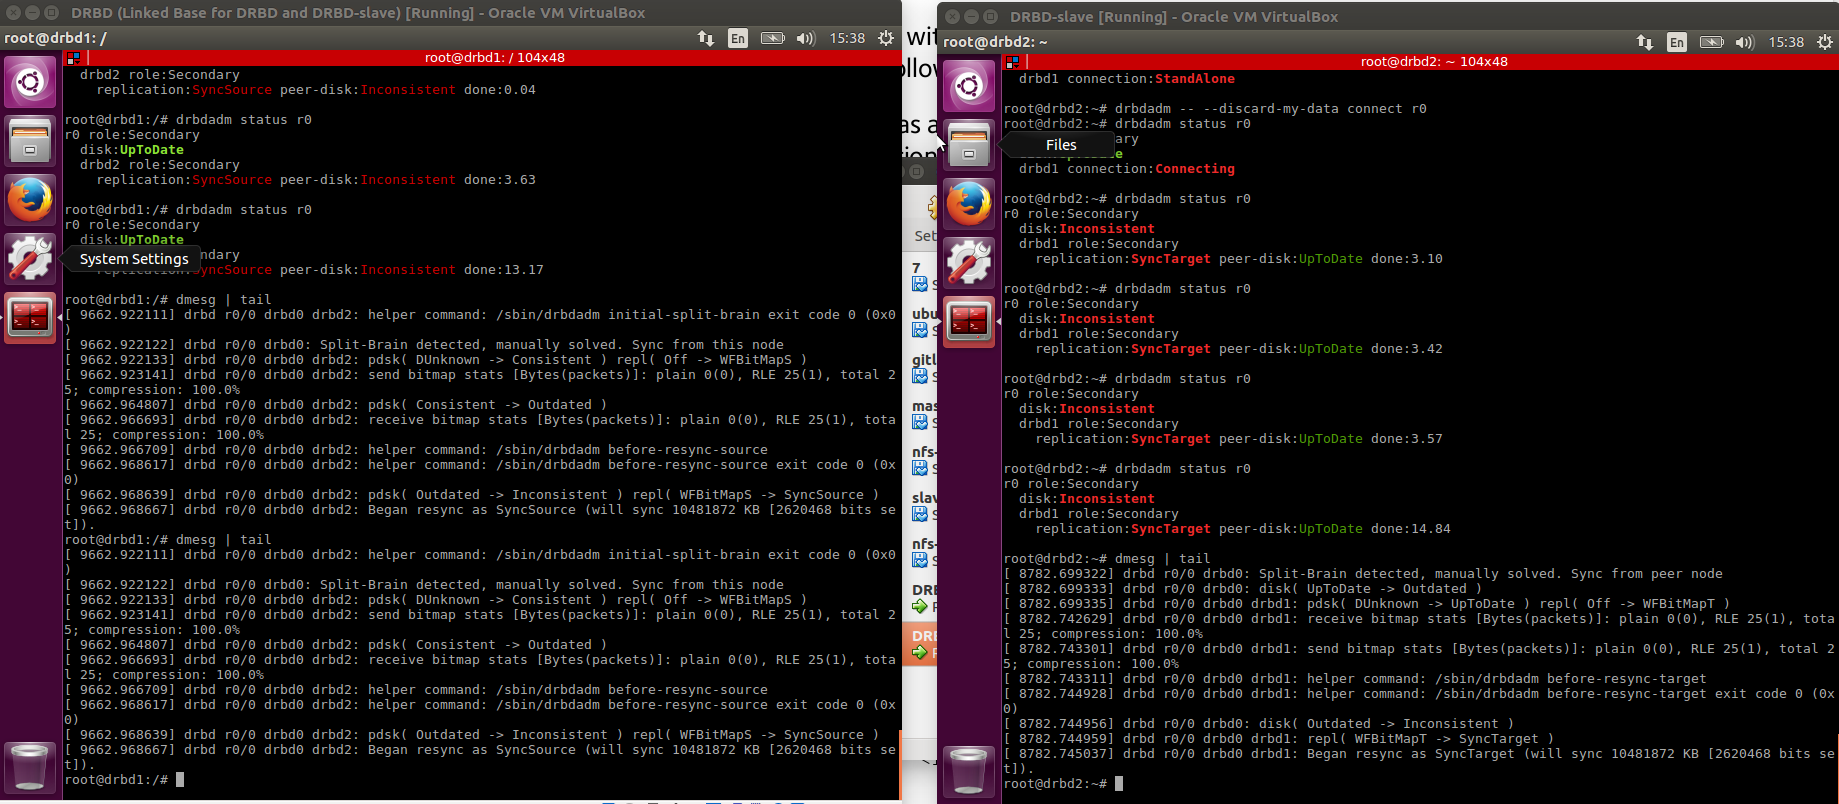 DRBD (Linked Base for DRBD and DRBD-slave) [Running] - Oracle VM VirtualBox
root@drbd1: /
En
15:38
root@drbd1: / 104x48
drbd2 role:Secondary
replication:SyncSource peer-disk:Inconsistent done:0.04
root@drbd1:/# drbdadm status r0
r0 role:Secondary
disk:UpToDate
drbd2 role:Secondary
replication:SyncSource peer-disk:Inconsistent done:3.63
root@drbd1:/# drbdadm status r0
r0 role:Secondary
disk:UpToDate
ndary
System Settings
replication:SyncSource peer-disk:Inconsistent done:13.17
root@drbd1:/# dmesg | tail
[ 9662.922111] drbd r0/0 drbd0 drbd2: helper command: /sbin/drbdadm initial-split-brain exit code 0 (0x0
)
[ 9662.922122] drbd r0/0 drbd0: Split-Brain detected, manually solved. Sync from this node
[ 9662.922133] drbd r0/0 drbd0 drbd2: pdsk( DUnknown -> Consistent ) repl( Off -> WFBitMapS )
[ 9662.923141] drbd r0/0 drbd0 drbd2: send bitmap stats [Bytes(packets)]: plain 0(0), RLE 25(1), total 2
5; compression: 100.0%
[ 9662.964807] drbd r0/0 drbd0 drbd2: pdsk( Consistent -> Outdated )
[ 9662.966693] drbd r0/0 drbd0 drbd2: receive bitmap stats [Bytes(packets)]: plain 0(0), RLE 25(1), tota
l 25; compression: 100.0%
[ 9662.966709] drbd r0/0 drbd0 drbd2: helper command: /sbin/drbdadm before-resync-source
[ 9662.968617] drbd r0/0 drbd0 drbd2: helper command: /sbin/drbdadm before-resync-source exit code 0 (0x
0)
[ 9662.968639] drbd r0/0 drbd0 drbd2: pdsk( Outdated -> Inconsistent ) repl( WFBitMapS -> SyncSource )
[ 9662.968667] drbd r0/0 drbd0 drbd2: Began resync as SyncSource (will sync 10481872 KB [2620468 bits se
t]).
root@drbd1:/# dmesg | tail
[ 9662.922111] drbd r0/0 drbd0 drbd2: helper command: /sbin/drbdadm initial-split-brain exit code 0 (0x0
)
[ 9662.922122] drbd r0/0 drbd0: Split-Brain detected, manually solved. Sync from this node
[ 9662.922133] drbd r0/0 drbd0 drbd2: pdsk( DUnknown -> Consistent ) repl( Off -> WFBitMapS )
[ 9662.923141] drbd r0/0 drbd0 drbd2: send bitmap stats [Bytes(packets)]: plain 0(0), RLE 25(1), total 2
5; compression: 100.0%
[ 9662.964807] drbd r0/0 drbd0 drbd2: pdsk( Consistent -> Outdated )
[ 9662.966693] drbd r0/0 drbd0 drbd2: receive bitmap stats [Bytes(packets)]: plain 0(0), RLE 25(1), tota
l 25; compression: 100.0%
[ 9662.966709] drbd r0/0 drbd0 drbd2: helper command: /sbin/drbdadm before-resync-source
[ 9662.968617] drbd r0/0 drbd0 drbd2: helper command: /sbin/drbdadm before-resync-source exit code 0 (0x
0)
[ 9662.968639] drbd r0/0 drbd0 drbd2: pdsk( Outdated -> Inconsistent ) repl( WFBitMapS -> SyncSource )
[ 9662.968667] drbd r0/0 drbd0 drbd2: Began resync as SyncSource (will sync 10481872 KB [2620468 bits se
t]).
root@drbd1:/#
wit
ollow
as a
Set
7
S
ubu
S
gitl
S
mas
S
nfs-
S
slav
S
nfs-
S
DRE
DRE
DRBD-slave [Running] - Oracle VM VirtualBox
root@drbd2: ~
En
15:38
root@drbd2: ~ 104x48
drbd1 connection:StandAlone
root@drbd2:~# drbdadm -- --discard-my-data connect r0
root@drbd2:~# drbdadm status r0
ary
Files
drbd1 connection:Connecting
root@drbd2:~# drbdadm status r0
r0 role:Secondary
disk:Inconsistent
drbd1 role:Secondary
replication:SyncTarget peer-disk:UpToDate done:3.10
root@drbd2:~# drbdadm status r0
r0 role:Secondary
disk:Inconsistent
drbd1 role:Secondary
replication:SyncTarget peer-disk:UpToDate done:3.42
root@drbd2:~# drbdadm status r0
r0 role:Secondary
disk:Inconsistent
drbd1 role:Secondary
replication:SyncTarget peer-disk:UpToDate done:3.57
root@drbd2:~# drbdadm status r0
r0 role:Secondary
disk:Inconsistent
drbd1 role:Secondary
replication:SyncTarget peer-disk:UpToDate done:14.84
root@drbd2:~# dmesg | tail
[ 8782.699322] drbd r0/0 drbd0: Split-Brain detected, manually solved. Sync from peer node
[ 8782.699333] drbd r0/0 drbd0: disk( UpToDate -> Outdated )
[ 8782.699335] drbd r0/0 drbd0 drbd1: pdsk( DUnknown -> UpToDate ) repl( Off -> WFBitMapT )
[ 8782.742629] drbd r0/0 drbd0 drbd1: receive bitmap stats [Bytes(packets)]: plain 0(0), RLE 25(1), tota
l 25; compression: 100.0%
[ 8782.743301] drbd r0/0 drbd0 drbd1: send bitmap stats [Bytes(packets)]: plain 0(0), RLE 25(1), total 2
5; compression: 100.0%
[ 8782.743311] drbd r0/0 drbd0 drbd1: helper command: /sbin/drbdadm before-resync-target
[ 8782.744928] drbd r0/0 drbd0 drbd1: helper command: /sbin/drbdadm before-resync-target exit code 0 (0x
0)
[ 8782.744956] drbd r0/0 drbd0: disk( Outdated -> Inconsistent )
[ 8782.744959] drbd r0/0 drbd0 drbd1: repl( WFBitMapT -> SyncTarget )
[ 8782.745037] drbd r0/0 drbd0 drbd1: Began resync as SyncTarget (will sync 10481872 KB [2620468 bits se
t]).
root@drbd2:~#